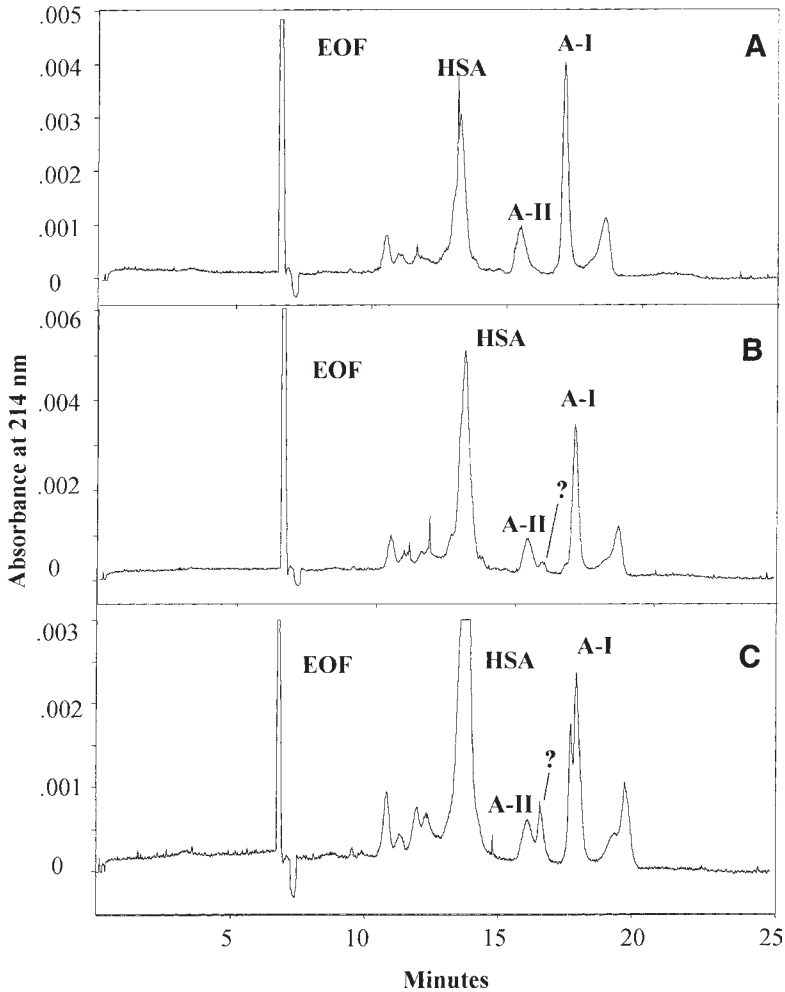 .005
EOF
A-I
A
HSA
.004
.003
.002
A-II
.001
0
.006
HSA
B
EOF
A-I
.004
.002
?
A-II
0
Absorbance at 214 nm
.003
A-I
C
EOF
HSA
.002
?
.001
A-II
0
5 10 15 20 25
Minutes